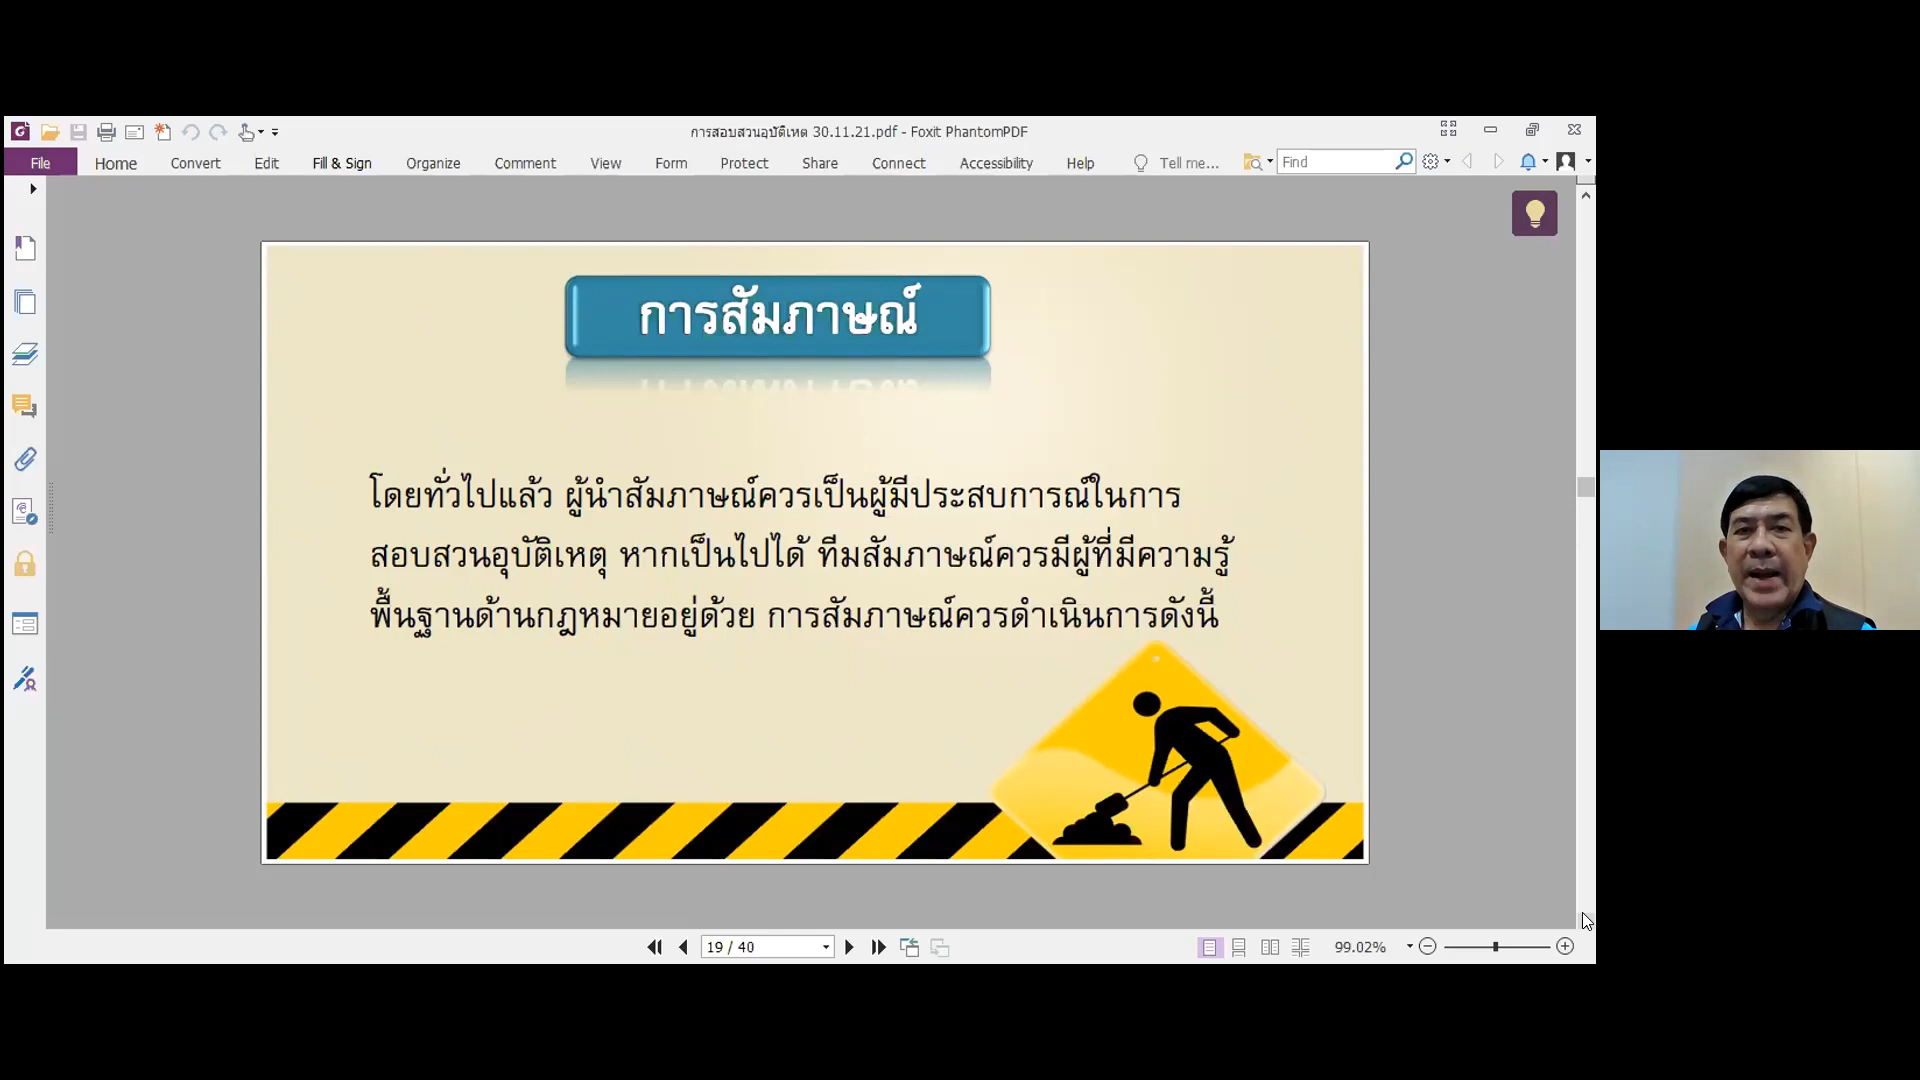 การสอบสวนอุบัติเหต 30.11.21.pdf - Foxit PhantomPDF
File Home Convert Edit Fill & Sign Organize Comment View Form Protect Share Connect Accessibility Help Tell me... Find
การสัมภาษณ์
โดยทั่วไปแล้ว ผู้นำสัมภาษณ์ควรเป็นผู้มีประสบการณ์ในการ
สอบสวนอุบัติเหตุ หากเป็นไปได้ ทีมสัมภาษณ์ควรมีผู้ที่มีความรู้
พื้นฐานด้านกฎหมายอยู่ด้วย การสัมภาษณ์ควรดำเนินการดังนี้
19 / 40
99.02%